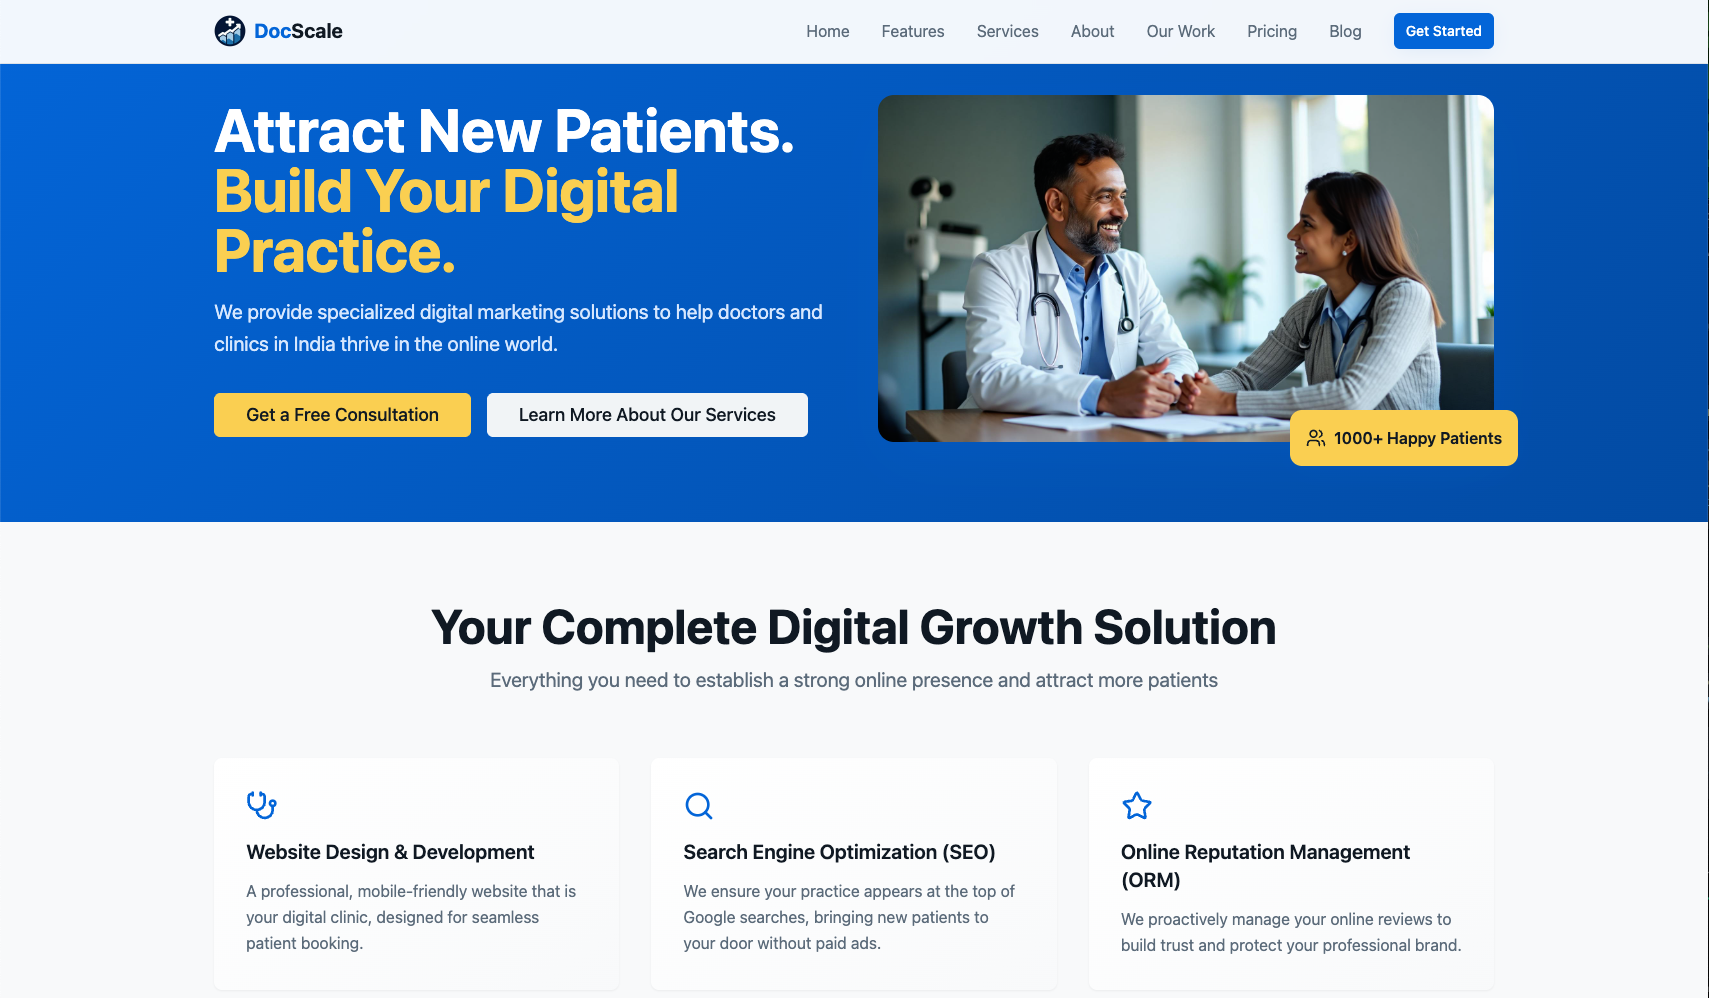 DocScale
Home
Features
Services
About
Our Work
Pricing
Blog
Get Started
Attract New Patients.
Build Your Digital
Practice.
We provide specialized digital marketing solutions to help doctors and
clinics in India thrive in the online world.
Get a Free Consultation
Learn More About Our Services
1000+ Happy Patients
Your Complete Digital Growth Solution
Everything you need to establish a strong online presence and attract more patients
Website Design & Development
A professional, mobile-friendly website that is
your digital clinic, designed for seamless
patient booking.
Search Engine Optimization (SEO)
We ensure your practice appears at the top of
Google searches, bringing new patients to
your door without paid ads.
Online Reputation Management
(ORM)
We proactively manage your online reviews to
build trust and protect your professional brand.